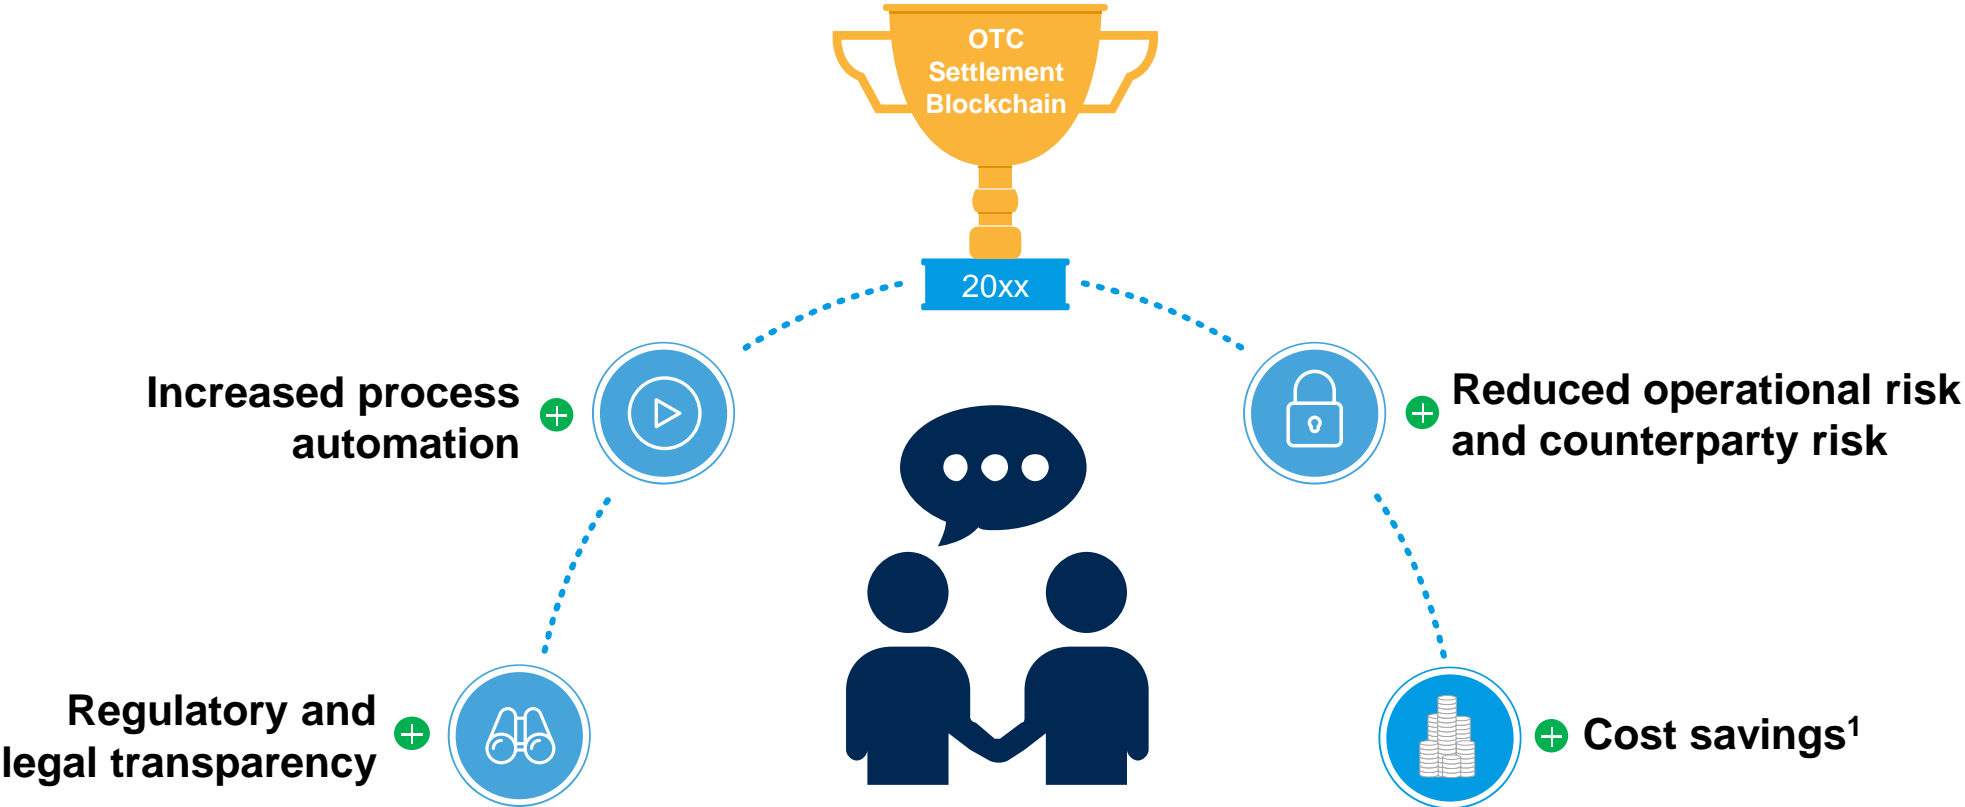 OTC
Settlement
Blockchain
20xx
Increased process
automation
Reduced operational risk
and counterparty risk
Regulatory and
legal transparency
Cost savings¹